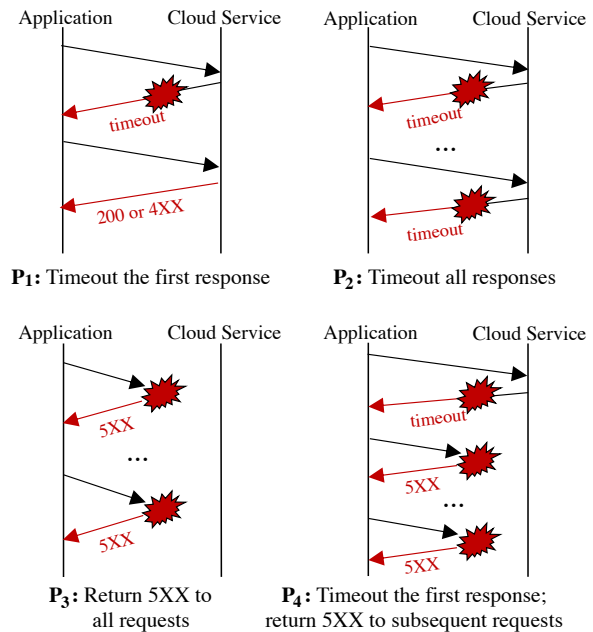 Application Cloud Service
timeout
200 or 4XX
P1: Timeout the first response
Application Cloud Service
timeout
...
timeout
P2: Timeout all responses
Application Cloud Service
5XX
...
5XX
P3: Return 5XX to
all requests
Application Cloud Service
timeout
5XX
...
5XX
P4: Timeout the first response;
return 5XX to subsequent requests